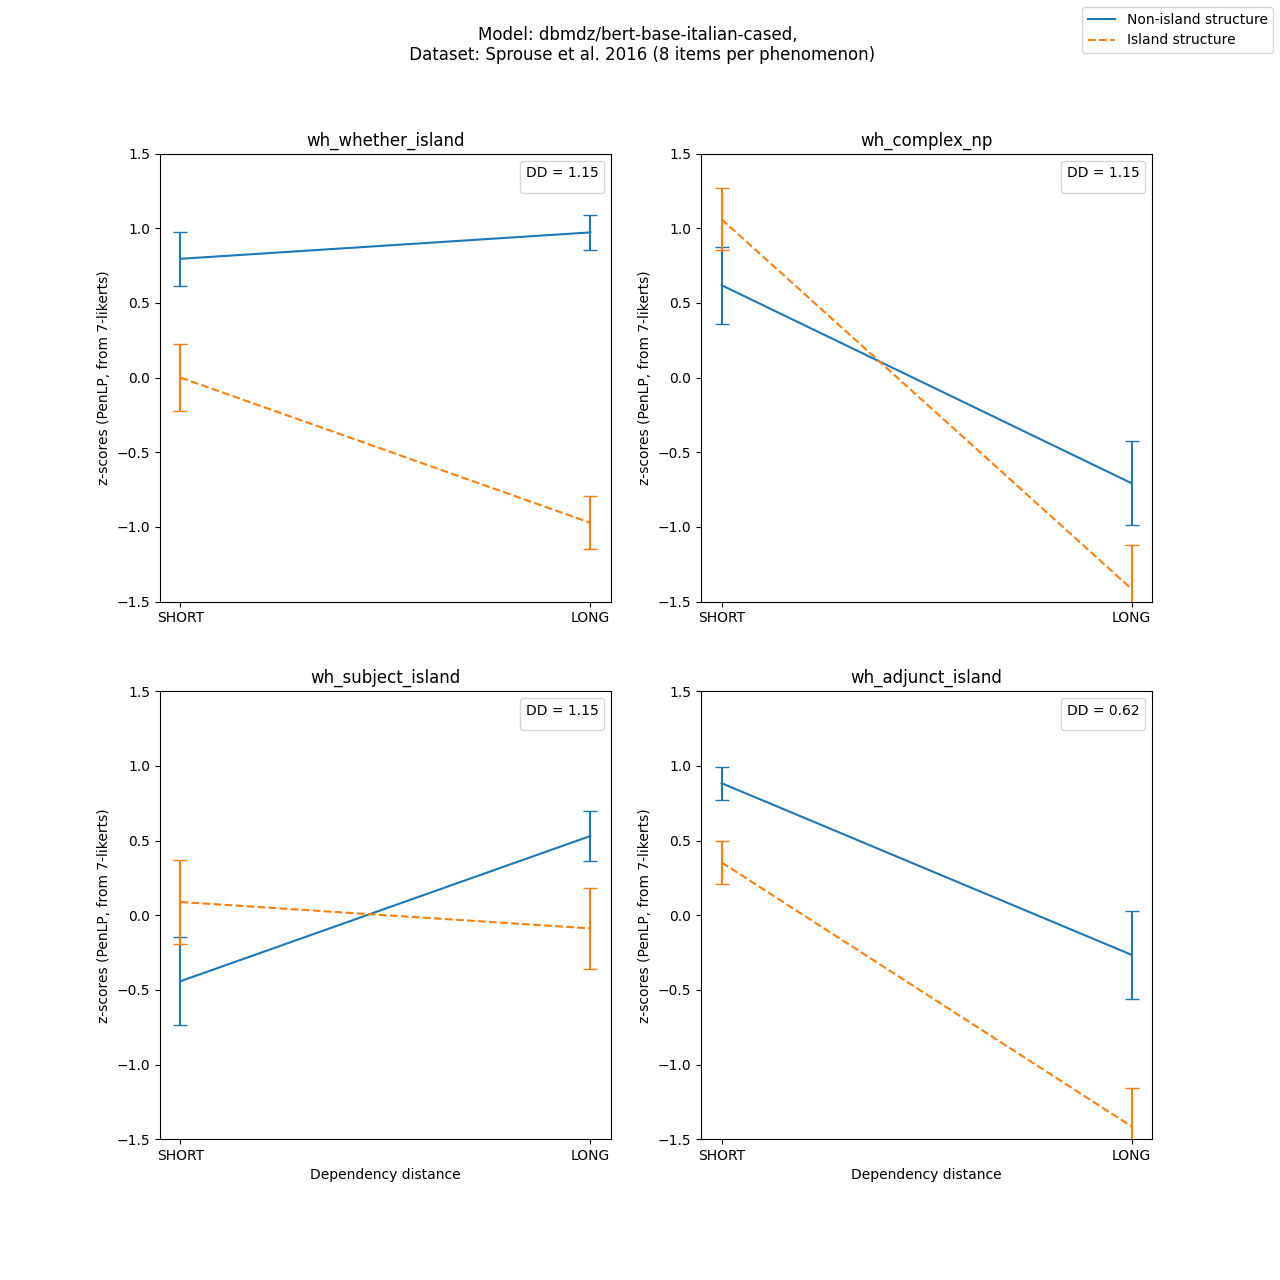 Model: dbmdz/bert-base-italian-cased,
Dataset: Sprouse et al. 2016 (8 items per phenomenon)
Non-island structure
Island structure
wh_whether_island
DD = 1.15
1.5
1.0
0.5
0.0
−0.5
−1.0
−1.5
z-scores (PenLP, from 7-likerts)
SHORT
LONG
wh_complex_np
DD = 1.15
1.5
1.0
0.5
0.0
−0.5
−1.0
−1.5
z-scores (PenLP, from 7-likerts)
SHORT
LONG
wh_subject_island
DD = 1.15
1.5
1.0
0.5
0.0
−0.5
−1.0
−1.5
z-scores (PenLP, from 7-likerts)
SHORT
LONG
Dependency distance
wh_adjunct_island
DD = 0.62
1.5
1.0
0.5
0.0
−0.5
−1.0
−1.5
z-scores (PenLP, from 7-likerts)
SHORT
LONG
Dependency distance